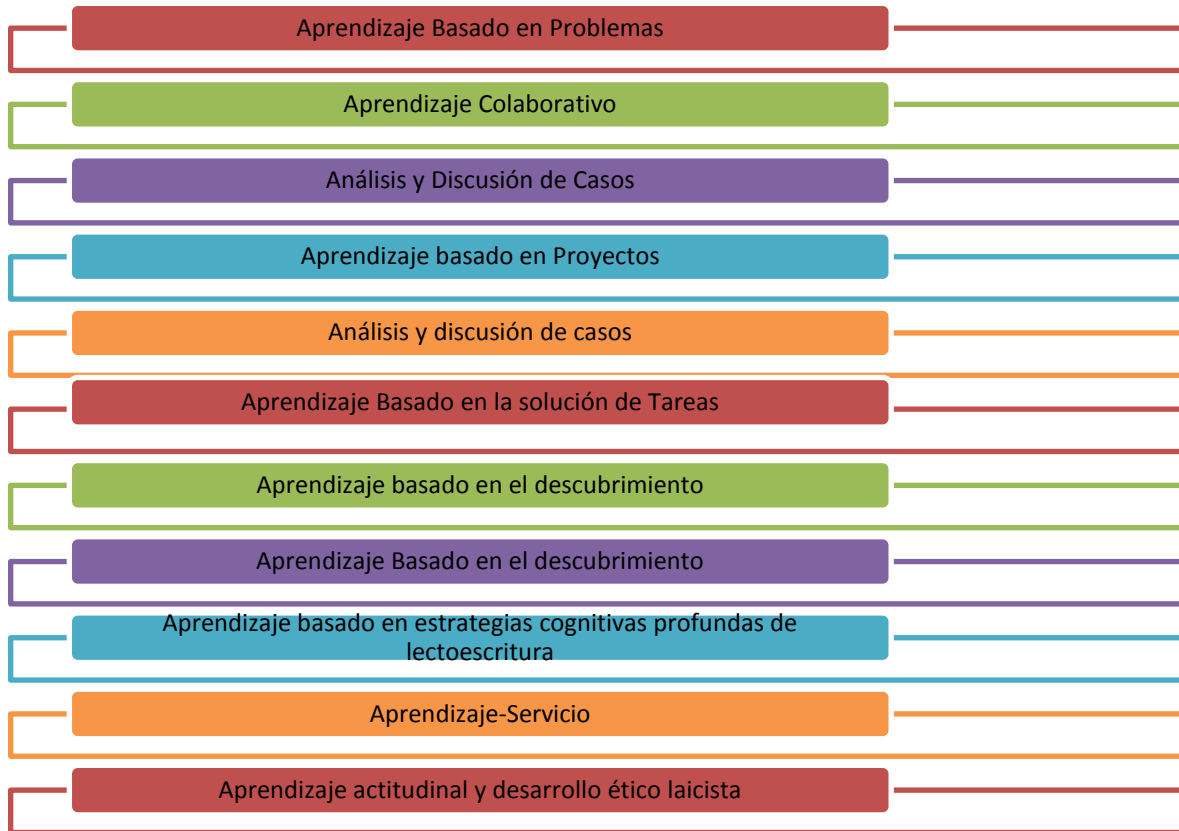 Aprendizaje Basado en Problemas
Aprendizaje Colaborativo
Análisis y Discusión de Casos
Aprendizaje basado en Proyectos
Análisis y discusión de casos
Aprendizaje Basado en la solución de Tareas
Aprendizaje basado en el descubrimiento
Aprendizaje Basado en el descubrimiento
Aprendizaje basado en estrategias cognitivas profundas de
lectoescritura
Aprendizaje-Servicio
Aprendizaje actitudinal y desarrollo ético laicista